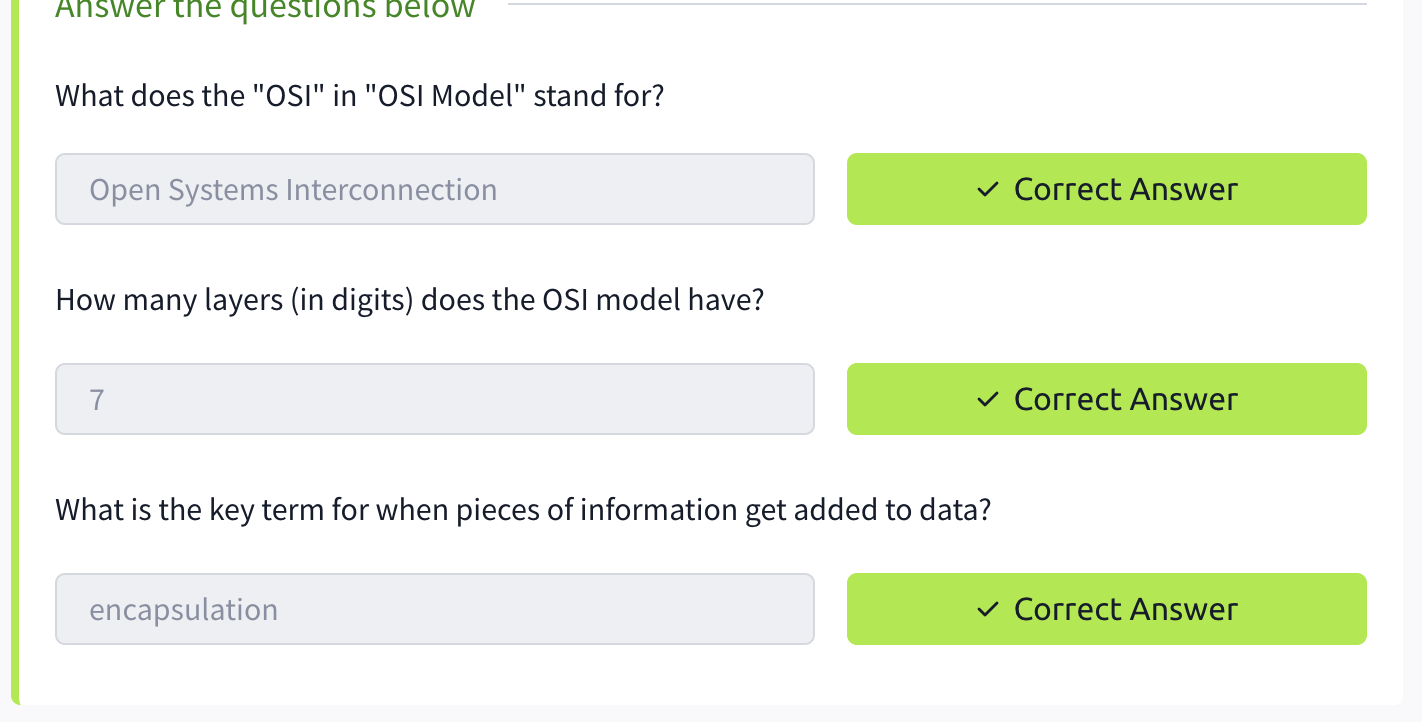 Answer the questions below
What does the "OSI" in "OSI Model" stand for?
Open Systems Interconnection
✓ Correct Answer
How many layers (in digits) does the OSI model have?
7
✓ Correct Answer
What is the key term for when pieces of information get added to data?
encapsulation
✓ Correct Answer